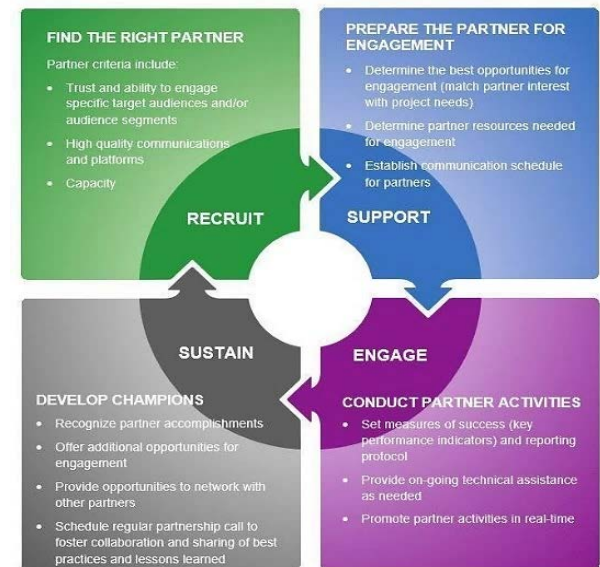 FIND THE RIGHT PARTNER
Partner criteria include:
• Trust and ability to engage
specific target audiences and/or
audience segments
• High quality communications
and platforms
• Capacity
RECRUIT
PREPARE THE PARTNER FOR
ENGAGEMENT
• Determine the best opportunities for
engagement (match partner interest
with project needs)
• Determine partner resources needed
for engagement
• Establish communication schedule
for partners
SUPPORT
SUSTAIN
DEVELOP CHAMPIONS
• Recognize partner accomplishments
• Offer additional opportunities for
engagement
• Provide opportunities to network with
other partners
• Schedule regular partnership call to
foster collaboration and sharing of best
practices and lessons learned
ENGAGE
CONDUCT PARTNER ACTIVITIES
• Set measures of success (key
performance indicators) and reporting
protocol
• Provide on-going technical assistance
as needed
• Promote partner activities in real-time